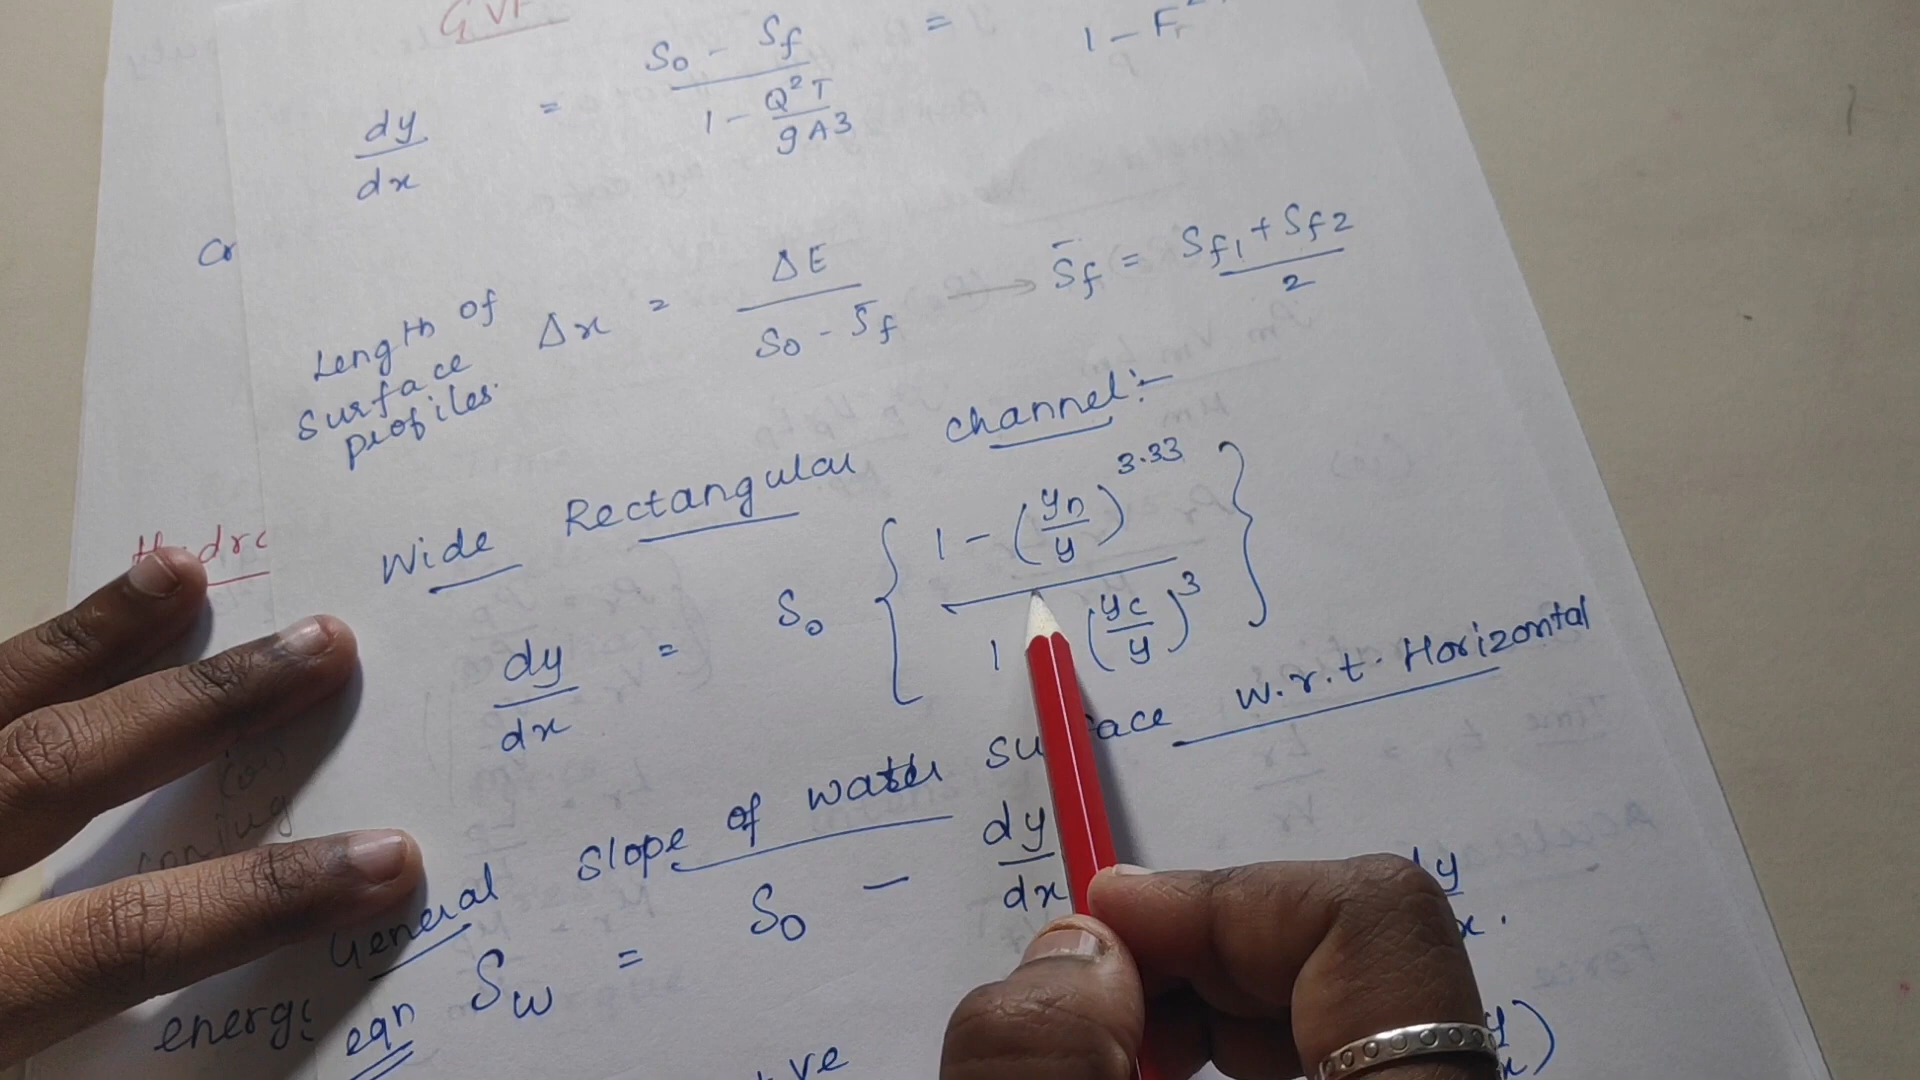 GVF
dy/dx = (S₀ - Sf)/(1 - Q²T/gA3) = 1 - Fr²
Cr
Length of surface profiles. Δx = ΔE/(S₀ - S̄f) → S̄f = (Sf1 + Sf2)/2
Wide Rectangular channel:-
dy/dx = S₀ { (1 - (yn/y)^3.33)/(1 (yc/y)^3) }
General Slope of water surface w.r.t. Horizontal
eqn Sw = S₀ - dy/dx
energy
ve